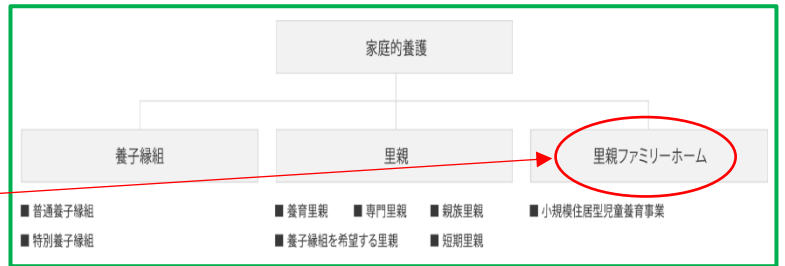 家庭的養護
養子縁組
里親
里親ファミリーホーム
■ 普通養子縁組
■ 特別養子縁組
■ 養育里親 ■ 専門里親 ■ 親族里親
■ 養子縁組を希望する里親 ■ 短期里親
■ 小規模住居型児童養育事業